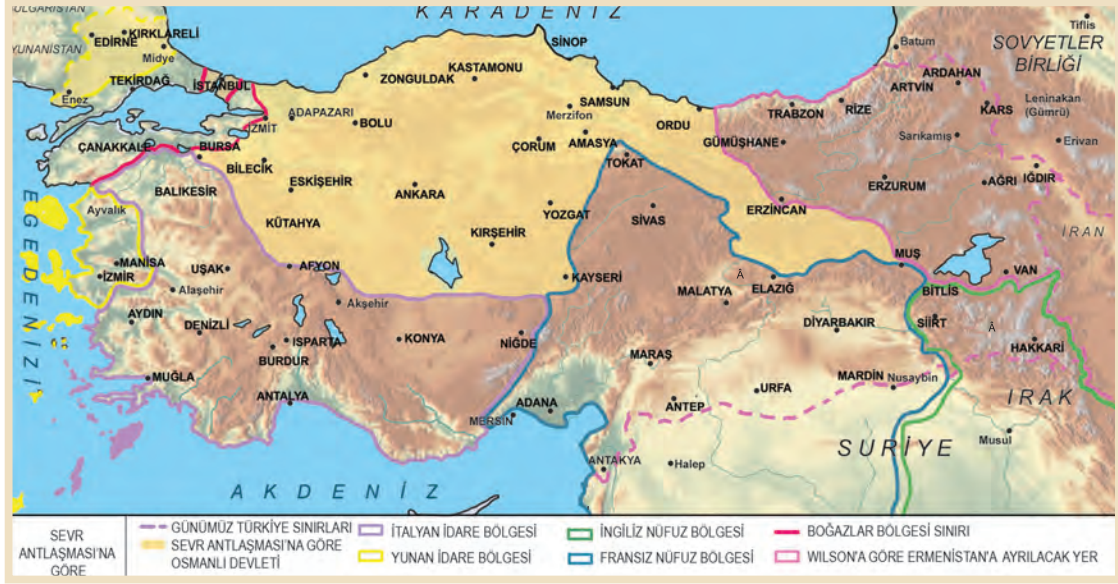 BULGARİSTAN
KARADENİZ
Tiflis
EDİRNE
KIRKLARELİ
SİNOP
Batum
SOVYETLER
BİRLİĞİ
YUNANİSTAN
Midye
KASTAMONU
ZONGULDAK
ARDAHAN
ARTVİN
TEKİRDAĞ
İSTANBUL
SAMSUN
Merzifon
TRABZON
RİZE
KARS
Leninakan
(Gümrü)
Enez
ADAPAZARI
İZMİT
BOLU
ORDU
ÇANAKKALE
BURSA
ÇORUM
AMASYA
GÜMÜŞHANE
Sarıkamış
Erivan
BİLECİK
TOKAT
BALIKESİR
ESKİŞEHİR
ANKARA
ERZURUM
AĞRI
IĞDIR
EGE DENİZİ
Ayvalık
KÜTAHYA
YOZGAT
SİVAS
ERZİNCAN
İRAN
KIRŞEHİR
MANİSA
İZMİR
UŞAK
AFYON
KAYSERİ
Â
ELAZIĞ
MUŞ
VAN
Alaşehir
Akşehir
MALATYA
BİTLİS
AYDIN
DENİZLİ
ISPARTA
KONYA
NİĞDE
DİYARBAKIR
SİİRT
Â
BURDUR
MARAŞ
HAKKARİ
MUĞLA
ANTALYA
ADANA
MERSİN
ANTEP
URFA
MARDİN
Nusaybin
IRAK
ANTAKYA
Halep
SURİYE
Musul
AKDENİZ
SEVR
ANTLAŞMASI'NA
GÖRE
GÜNÜMÜZ TÜRKİYE SINIRLARI
SEVR ANTLAŞMASI'NA GÖRE
OSMANLI DEVLETİ
İTALYAN İDARE BÖLGESİ
YUNAN İDARE BÖLGESİ
İNGİLİZ NÜFUZ BÖLGESİ
FRANSIZ NÜFUZ BÖLGESİ
BOĞAZLAR BÖLGESİ SINIRI
WILSON'A GÖRE ERMENİSTAN'A AYRILACAK YER